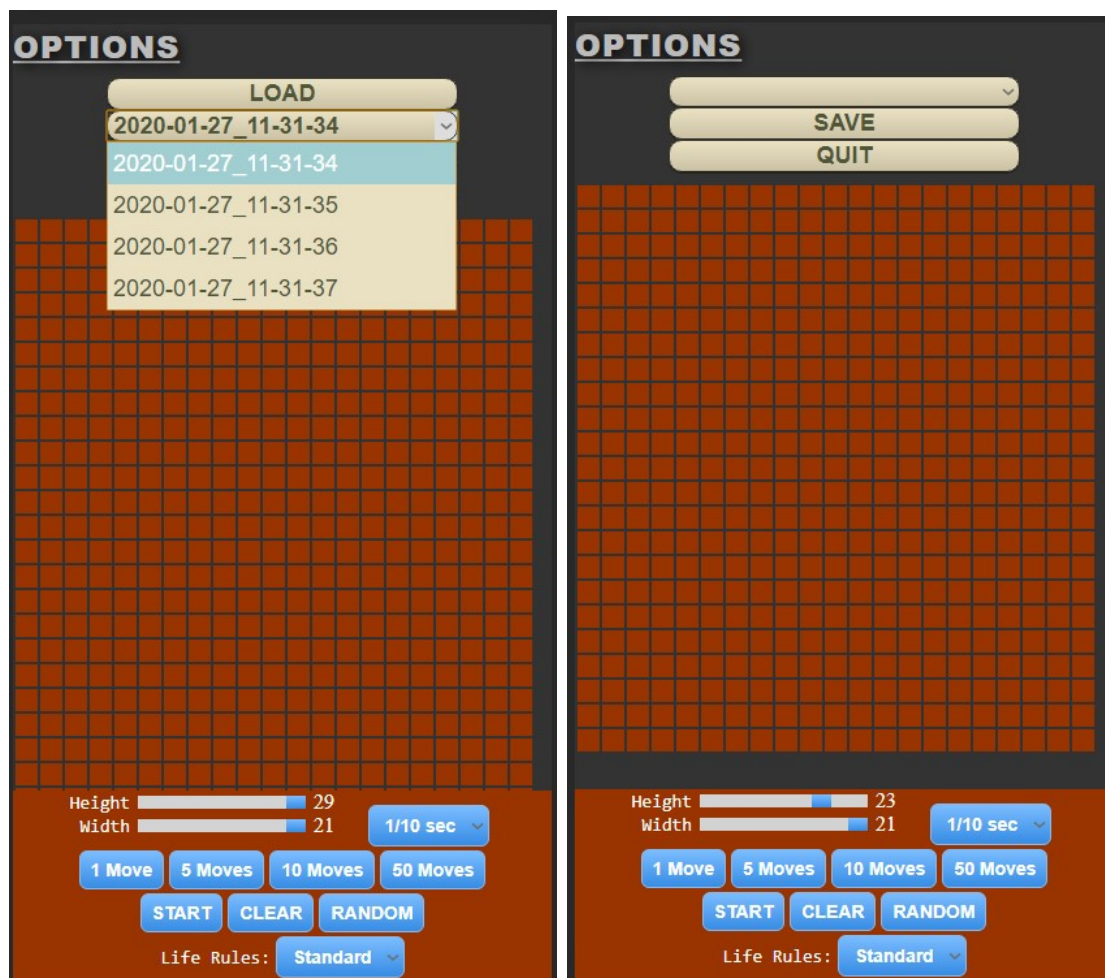 OPTIONS
LOAD
2020-01-27_11-31-34
2020-01-27_11-31-34
2020-01-27_11-31-35
2020-01-27_11-31-36
2020-01-27_11-31-37
Height 29
Width 21
1/10 sec
1 Move 5 Moves 10 Moves 50 Moves
START CLEAR RANDOM
Life Rules: Standard
OPTIONS
SAVE
QUIT
Height 23
Width 21
1/10 sec
1 Move 5 Moves 10 Moves 50 Moves
START CLEAR RANDOM
Life Rules: Standard